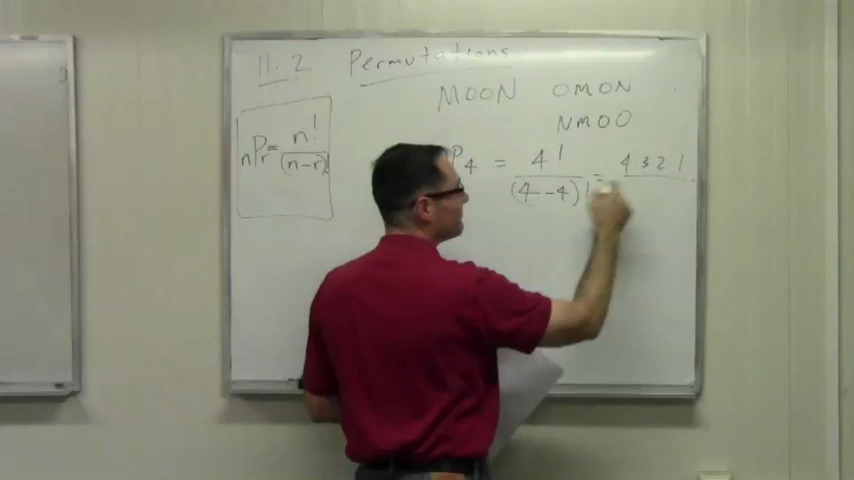 11.2 Permutations
MOON OMON
NMOO
nPr = n!/(n-r)!
P4 = 4!/(4-4)! = 4·3 2 1